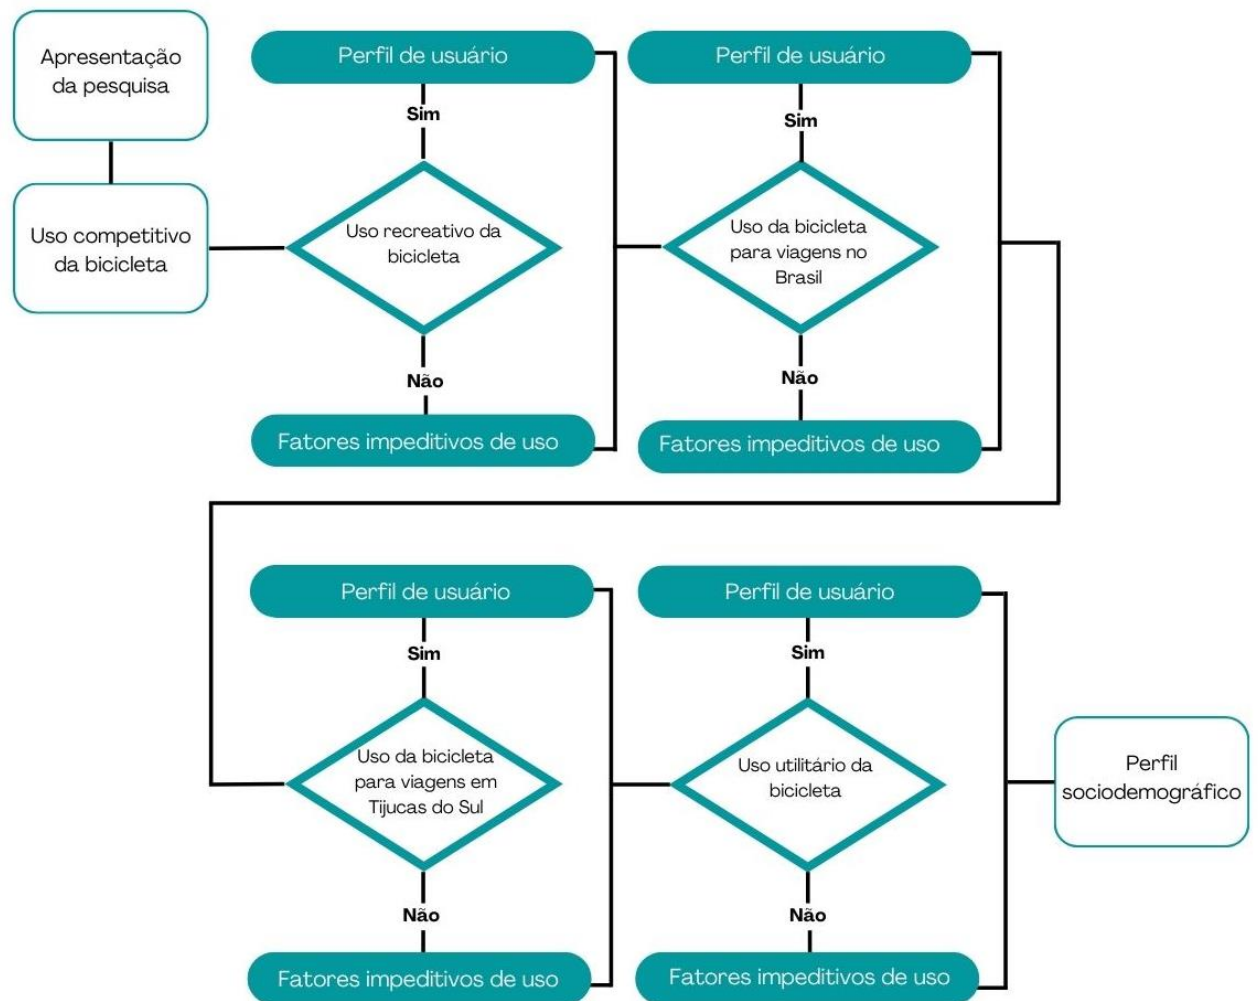 Apresentação
da pesquisa
Uso competitivo
da bicicleta
Perfil de usuário
Sim
Uso recreativo da
bicicleta
Não
Fatores impeditivos de uso
Perfil de usuário
Sim
Uso da bicicleta
para viagens no
Brasil
Não
Fatores impeditivos de uso
Perfil de usuário
Sim
Uso da bicicleta
para viagens em
Tijucas do Sul
Não
Fatores impeditivos de uso
Perfil de usuário
Sim
Uso utilitário da
bicicleta
Não
Fatores impeditivos de uso
Perfil
sociodemográfico